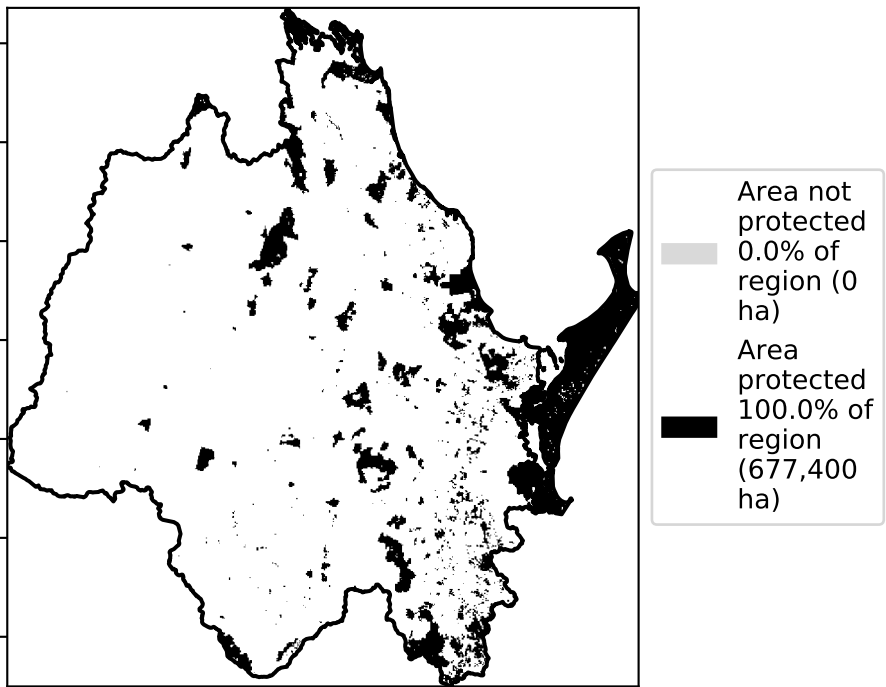 Area not
protected
0.0% of
region (0
ha)
Area
protected
100.0% of
region
(677,400
ha)